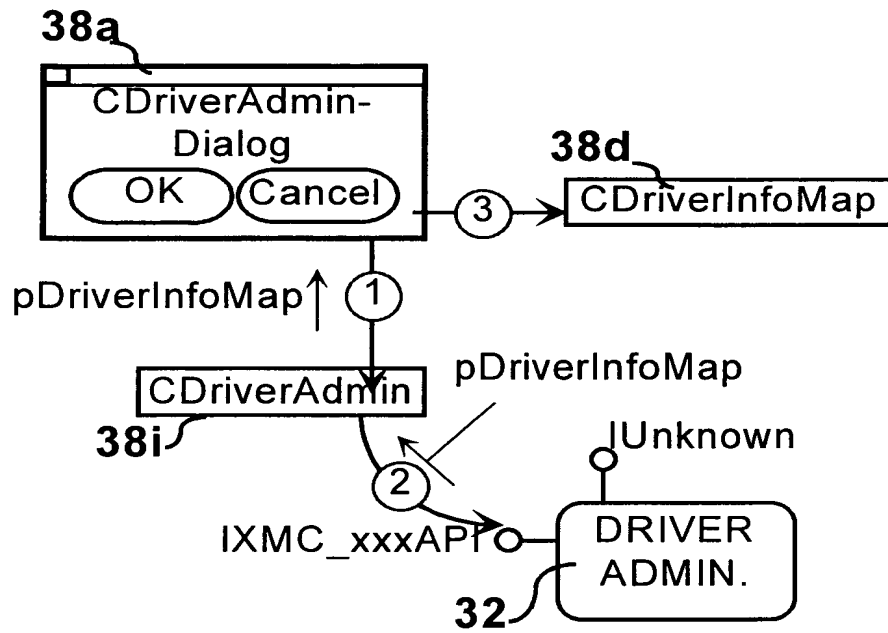 38a
CDriverAdmin-
Dialog
OK
Cancel
38d
3
CDriverInfoMap
pDriverInfoMap
1
CDriverAdmin
pDriverInfoMap
38i
IUnknown
2
IXMC_xxxAPI
DRIVER
ADMIN.
32